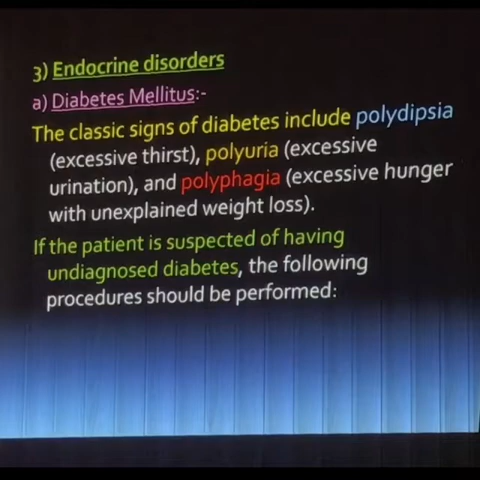 3) Endocrine disorders
a) Diabetes Mellitus:-
The classic signs of diabetes include polydipsia
(excessive thirst), polyuria (excessive
urination), and polyphagia (excessive hunger
with unexplained weight loss).
If the patient is suspected of having
undiagnosed diabetes, the following
procedures should be performed: